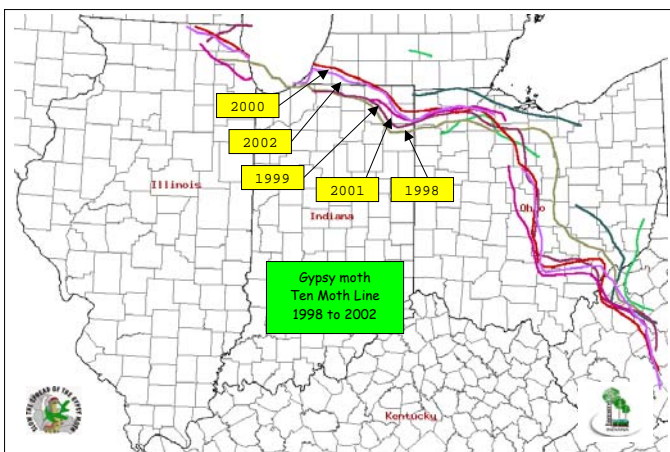 2000
2002
1999
2001
1998
Illinois
Indiana
Ohio
Gypsy moth
Ten Moth Line
1998 to 2002
Kentucky